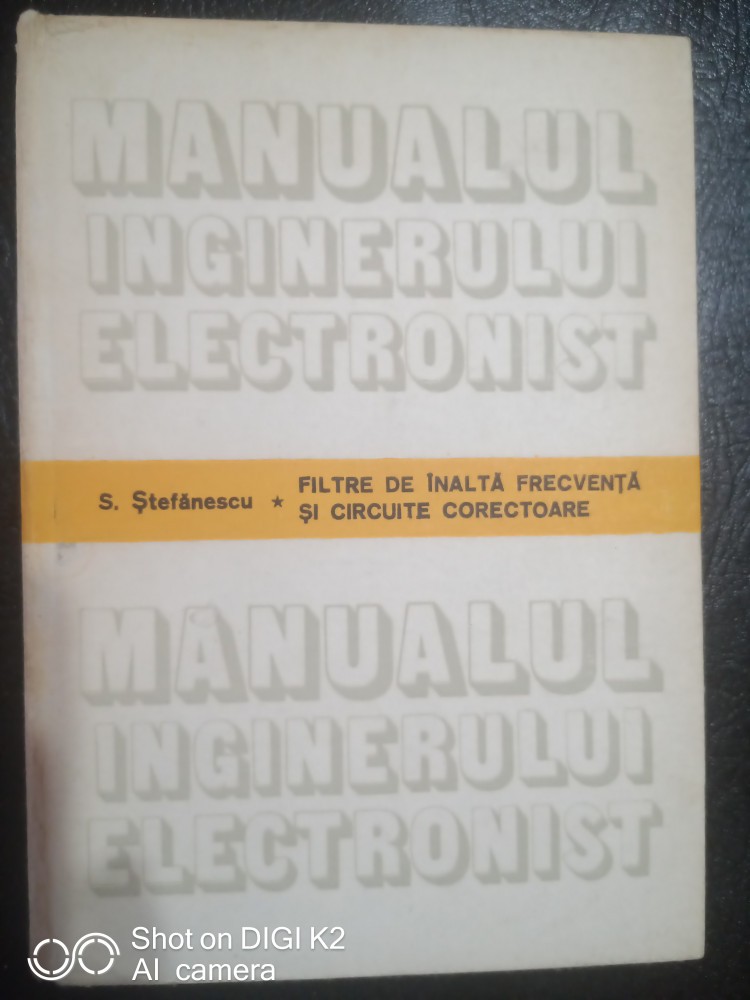 MANUALUL
INGINERULUI
ELECTRONIST
S. Ștefănescu * FILTRE DE ÎNALTĂ FRECVENȚĂ
ȘI CIRCUITE CORECTOARE
MANUALUL
INGINERULUI
ELECTRONIST
Shot on DIGI K2
AI camera